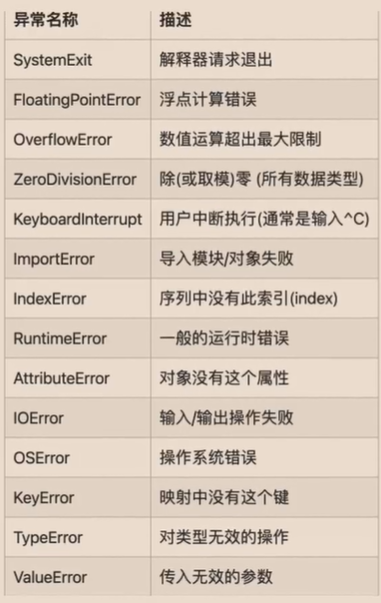 异常名称 描述
SystemExit 解释器请求退出
FloatingPointError 浮点计算错误
OverflowError 数值运算超出最大限制
ZeroDivisionError 除(或取模)零 (所有数据类型)
KeyboardInterrupt 用户中断执行(通常是输入^C)
ImportError 导入模块/对象失败
IndexError 序列中没有此索引(index)
RuntimeError 一般的运行时错误
AttributeError 对象没有这个属性
IOError 输入/输出操作失败
OSError 操作系统错误
KeyError 映射中没有这个键
TypeError 对类型无效的操作
ValueError 传入无效的参数